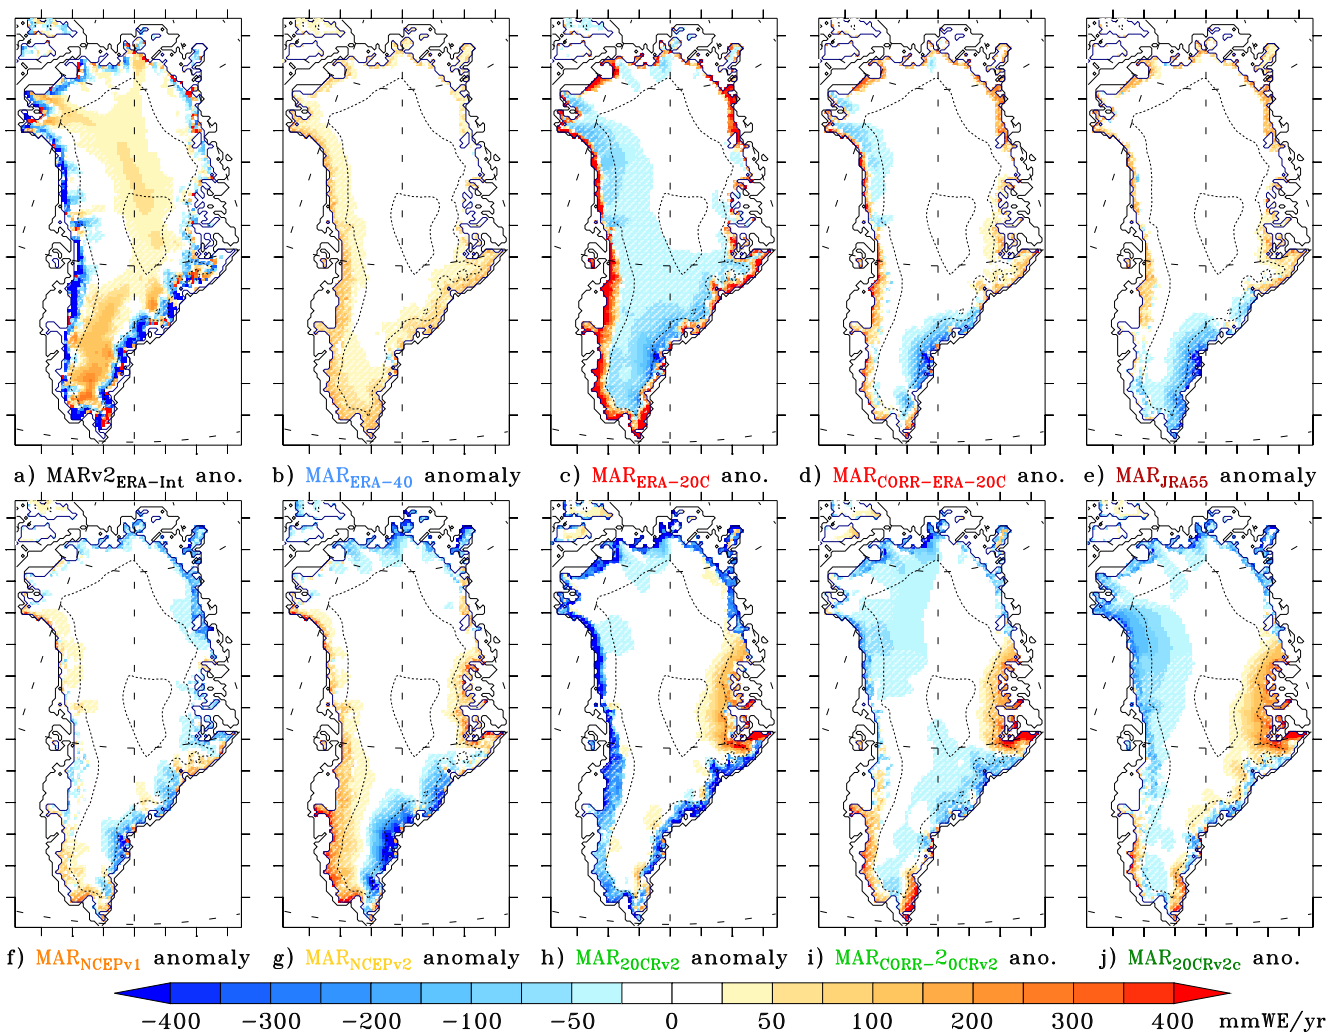 a) MARv2ERA-Int ano.
b) MARERA-40 anomaly
c) MARERA-20C anomaly
d) MARCORR-ERA-20C ano.
e) MARJRA55 anomaly
f) MARNCEPv1 anomaly
g) MARNCEPv2 anomaly
h) MAR20CRv2 anomaly
i) MARCORR-20CRv2 ano.
j) MAR20CRv2c ano.
-400 -300 -200 -100 -50 0 50 100 200 300 400 mmWE/yr